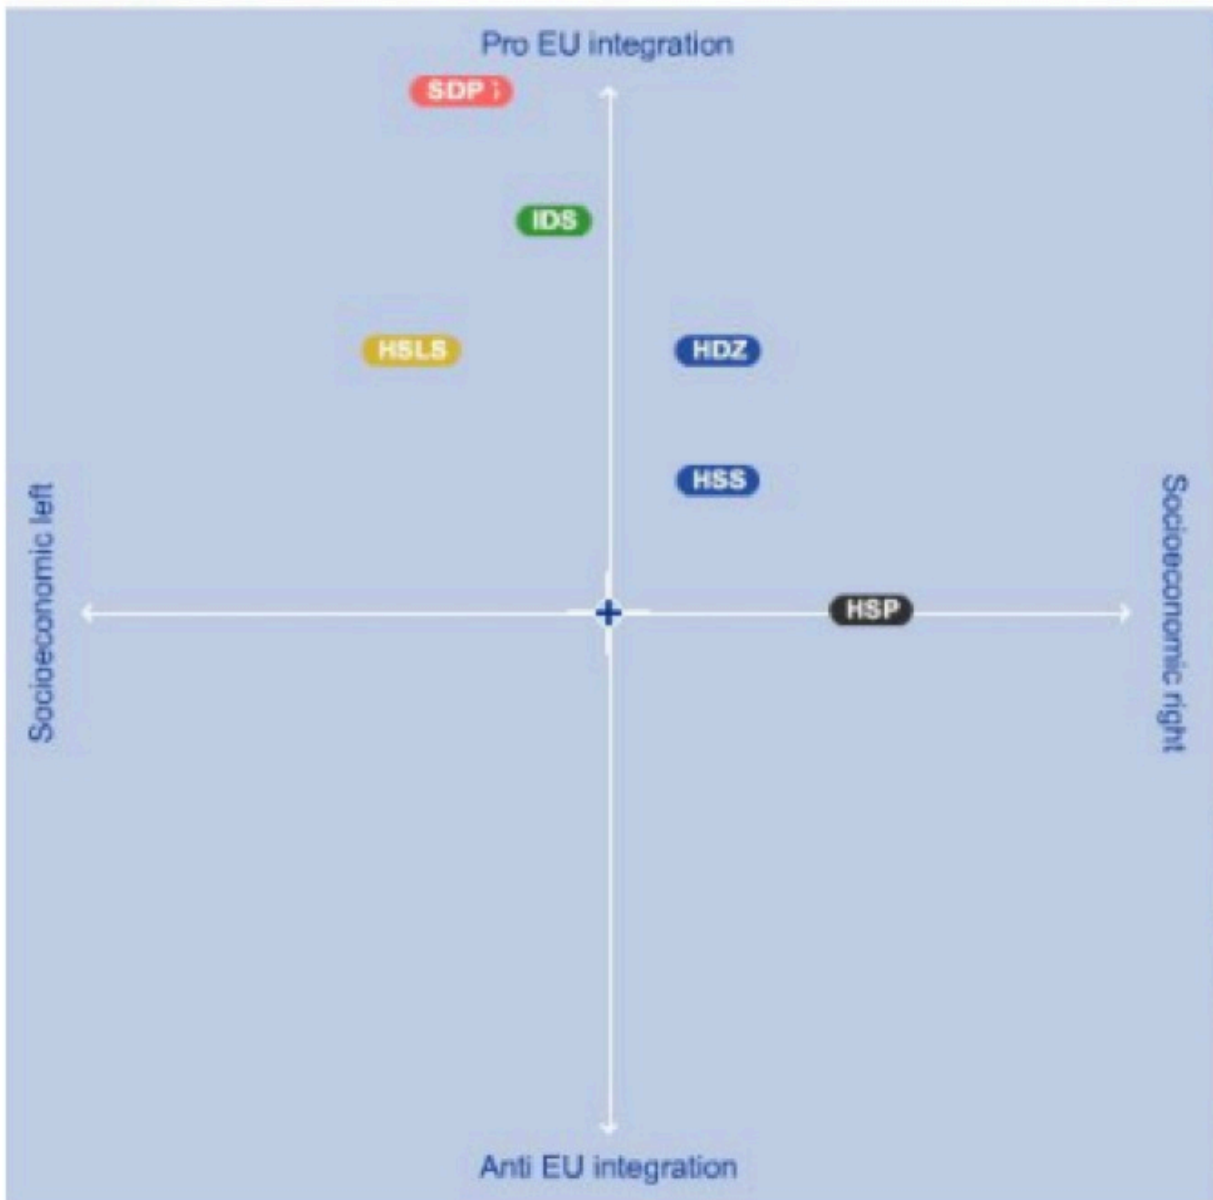 Pro EU integration
SDP
IDS
HSLS
HDZ
HSS
Socioeconomic left
Socioeconomic right
HSP
Anti EU integration